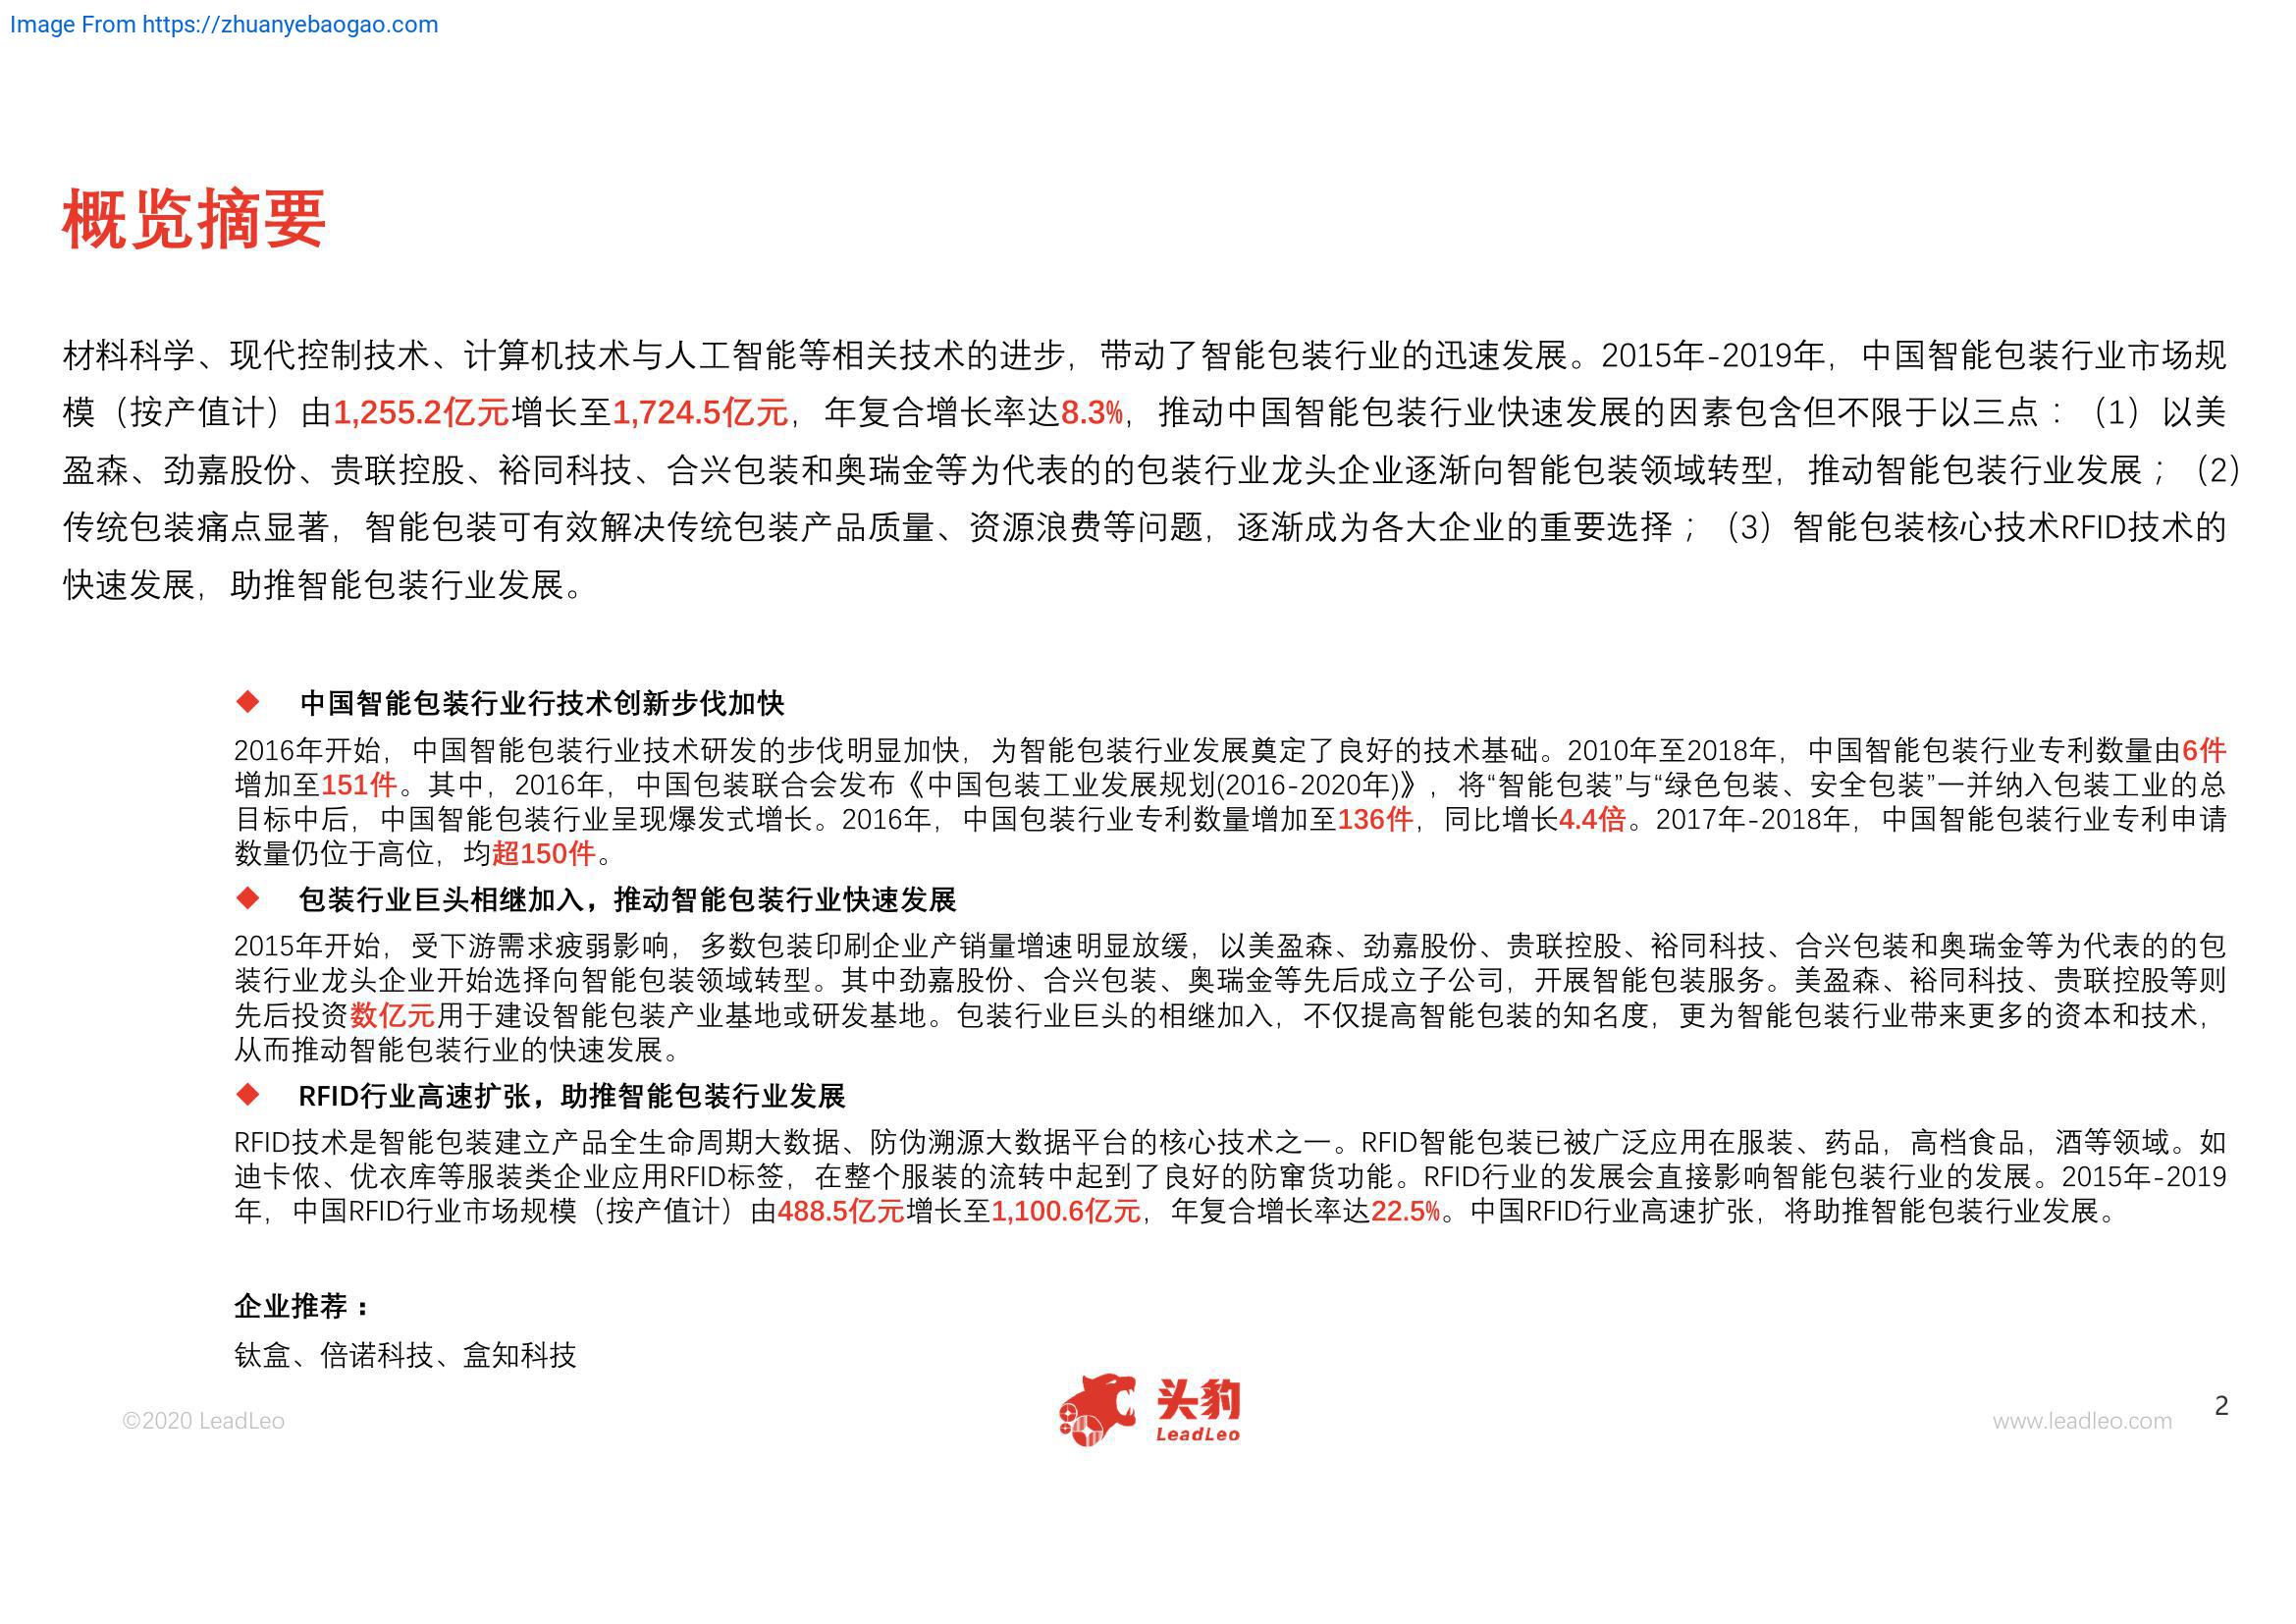 Image From https://zhuanyebaogao.com
概览摘要
材料科学、现代控制技术、计算机技术与人工智能等相关技术的进步，带动了智能包装行业的迅速发展。2015年-2019年，中国智能包装行业市场规
模（按产值计）由1,255.2亿元增长至1,724.5亿元，年复合增长率达8.3%，推动中国智能包装行业快速发展的因素包含但不限于以三点：（1）以美
盈森、劲嘉股份、贵联控股、裕同科技、合兴包装和奥瑞金等为代表的的包装行业龙头企业逐渐向智能包装领域转型，推动智能包装行业发展；（2）
传统包装痛点显著，智能包装可有效解决传统包装产品质量、资源浪费等问题，逐渐成为各大企业的重要选择；（3）智能包装核心技术RFID技术的
快速发展，助推智能包装行业发展。
◆ 中国智能包装行业行技术创新步伐加快
2016年开始，中国智能包装行业技术研发的步伐明显加快，为智能包装行业发展奠定了良好的技术基础。2010年至2018年，中国智能包装行业专利数量由6件
增加至151件。其中，2016年，中国包装联合会发布《中国包装工业发展规划(2016-2020年)》，将“智能包装”与“绿色包装、安全包装”一并纳入包装工业的总
目标中后，中国智能包装行业呈现爆发式增长。2016年，中国包装行业专利数量增加至136件，同比增长4.4倍。2017年-2018年，中国智能包装行业专利申请
数量仍位于高位，均超150件。
◆ 包装行业巨头相继加入，推动智能包装行业快速发展
2015年开始，受下游需求疲弱影响，多数包装印刷企业产销量增速明显放缓，以美盈森、劲嘉股份、贵联控股、裕同科技、合兴包装和奥瑞金等为代表的的包
装行业龙头企业开始选择向智能包装领域转型。其中劲嘉股份、合兴包装、奥瑞金等先后成立子公司，开展智能包装服务。美盈森、裕同科技、贵联控股等则
先后投资数亿元用于建设智能包装产业基地或研发基地。包装行业巨头的相继加入，不仅提高智能包装的知名度，更为智能包装行业带来更多的资本和技术，
从而推动智能包装行业的快速发展。
◆ RFID行业高速扩张，助推智能包装行业发展
RFID技术是智能包装建立产品全生命周期大数据、防伪溯源大数据平台的核心技术之一。RFID智能包装已被广泛应用在服装、药品，高档食品，酒等领域。如
迪卡侬、优衣库等服装类企业应用RFID标签，在整个服装的流转中起到了良好的防窜货功能。RFID行业的发展会直接影响智能包装行业的发展。2015年-2019
年，中国RFID行业市场规模（按产值计）由488.5亿元增长至1,100.6亿元，年复合增长率达22.5%。中国RFID行业高速扩张，将助推智能包装行业发展。
企业推荐：
钛盒、倍诺科技、盒知科技
©2020 LeadLeo
头豹
LeadLeo
www.leadleo.com
2